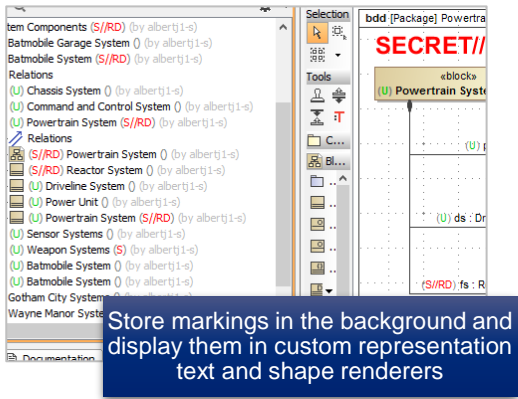 tem Components (S//RD) (by albertj1-s)
Batmobile Garage System () (by albertj1-s)
Batmobile System (S//RD) (by albertj1-s)
Relations
(U) Chassis System () (by albertj1-s)
(U) Command and Control System () (by albertj1-s)
(U) Powertrain System (S//RD) (by albertj1-s)
Relations
(S//RD) Powertrain System () (by albertj1-s)
(S//RD) Reactor System () (by albertj1-s)
(U) Driveline System () (by albertj1-s)
(U) Power Unit () (by albertj1-s)
(U) Powertrain System (S//RD) (by albertj1-s)
(U) Sensor Systems () (by albertj1-s)
(U) Weapon Systems (S) (by albertj1-s)
(U) Batmobile System () (by albertj1-s)
(U) Batmobile System () (by albertj1-s)
Gotham City Systems
Wayne Manor Syste
Documentation
Selection
Tools
C...
Bl...
..
..
..
..
..
bdd [Package] Powertra
SECRET//
«block»
(U) Powertrain Syste
(U) p
(U) ds : Dr
(S//RD) fs : R
Store markings in the background and
display them in custom representation
text and shape renderers